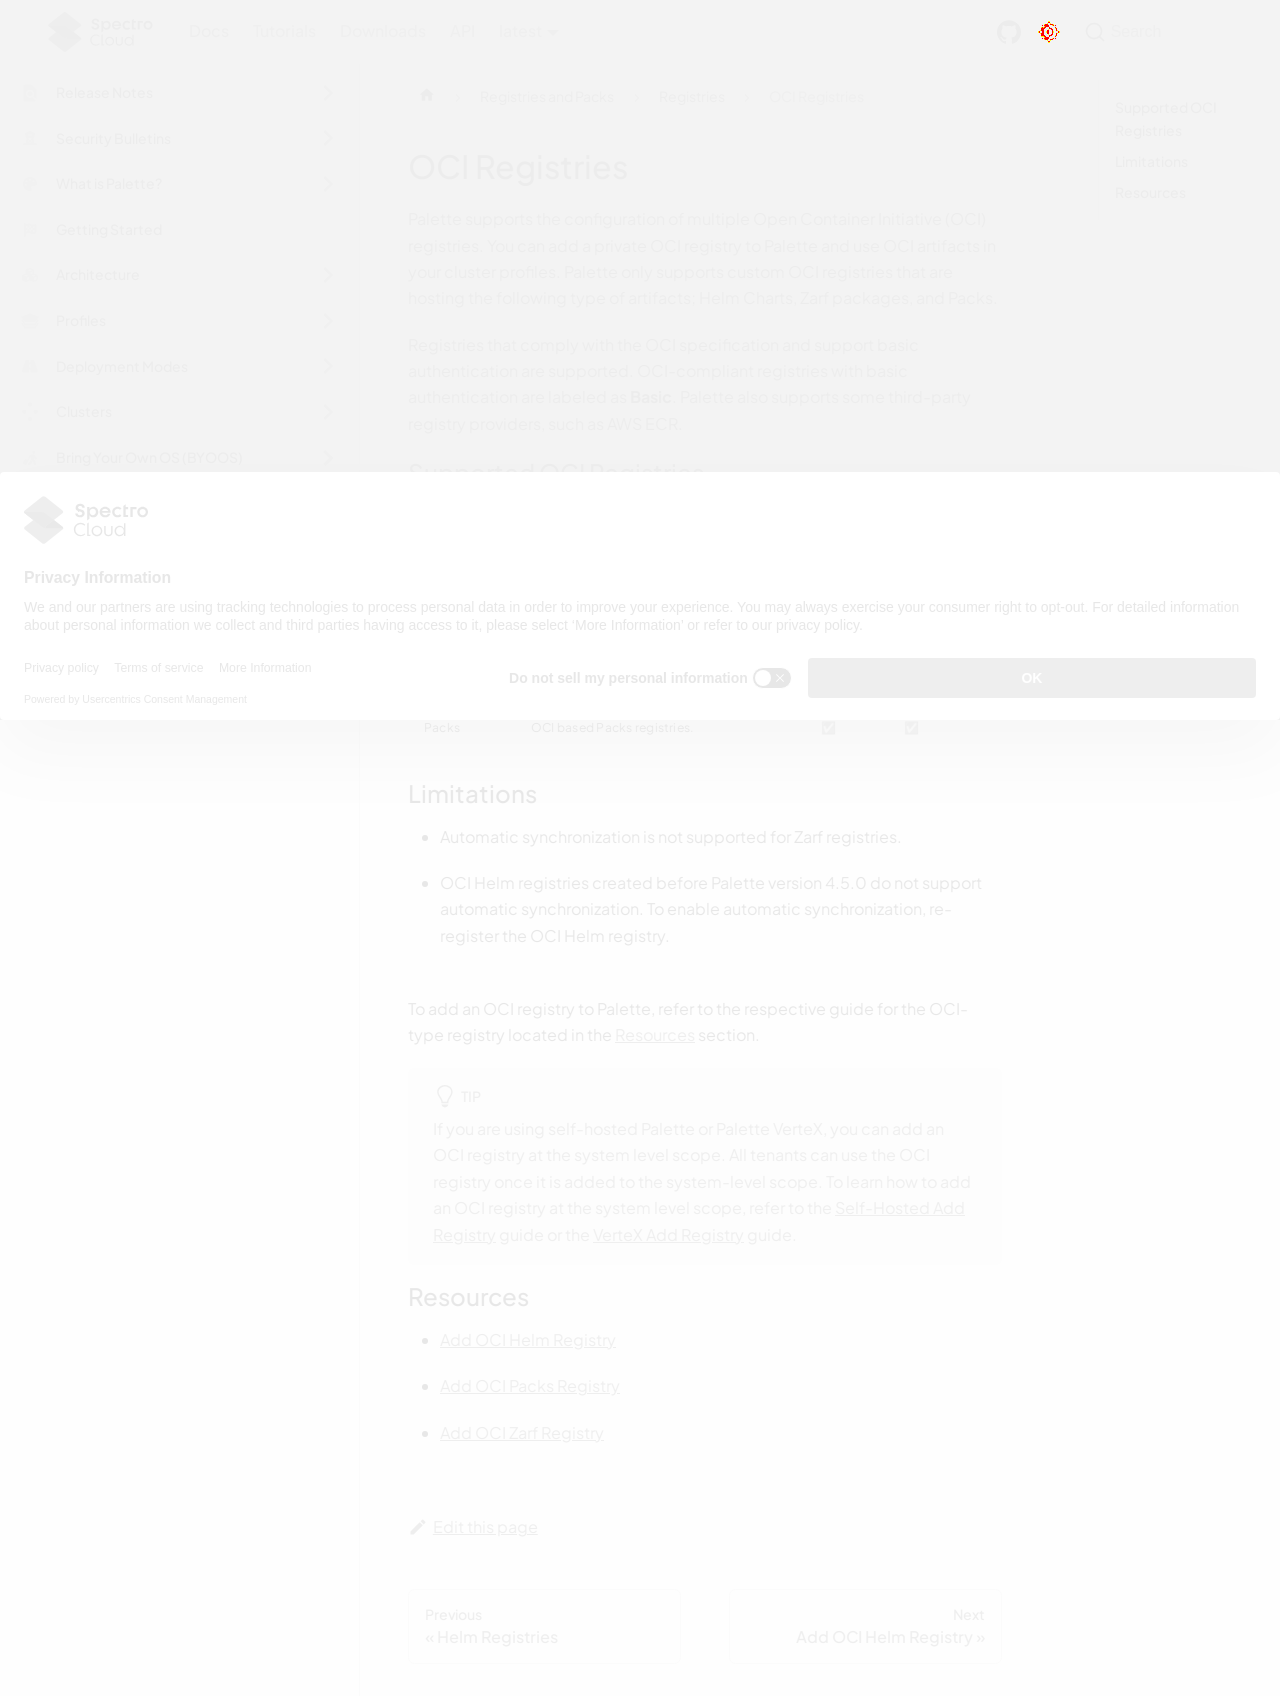 Spectro Cloud
Docs Tutorials Downloads API latest Search
Release Notes
Security Bulletins
What is Palette?
Getting Started
Architecture
Profiles
Deployment Modes
Clusters
Bring Your Own OS (BYOOS)
Registries and Packs Registries OCI Registries
Supported OCI Registries
Limitations
Resources
OCI Registries
Palette supports the configuration of multiple Open Container Initiative (OCI)
registries. You can add a private OCI registry to Palette and use OCI artifacts in
your cluster profiles. Palette only supports custom OCI registries that are
hosting the following type of artifacts: Helm Charts, Zarf packages, and Packs.
Registries that comply with the OCI specification and support basic
authentication are supported. OCI-compliant registries with basic
authentication are labeled as Basic. Palette also supports some third-party
registry providers, such as AWS ECR.
Supported OCI Registries
Spectro
Cloud
Privacy Information
We and our partners are using tracking technologies to process personal data in order to improve your experience. You may always exercise your consumer right to opt-out. For detailed information
about personal information we collect and third parties having access to it, please select 'More Information' or refer to our privacy policy.
Privacy policy Terms of service More Information
Do not sell my personal information OK
Powered by Usercentrics Consent Management
Packs OCI based Packs registries. ✅ ✅
Limitations
Automatic synchronization is not supported for Zarf registries.
OCI Helm registries created before Palette version 4.5.0 do not support
automatic synchronization. To enable automatic synchronization, re-
register the OCI Helm registry.
To add an OCI registry to Palette, refer to the respective guide for the OCI-
type registry located in the Resources section.
TIP
If you are using self-hosted Palette or Palette VerteX, you can add an
OCI registry at the system level scope. All tenants can use the OCI
registry once it is added to the system-level scope. To learn how to add
an OCI registry at the system level scope, refer to the Self-Hosted Add
Registry guide or the VerteX Add Registry guide.
Resources
Add OCI Helm Registry
Add OCI Packs Registry
Add OCI Zarf Registry
Edit this page
Previous
« Helm Registries
Next
Add OCI Helm Registry »